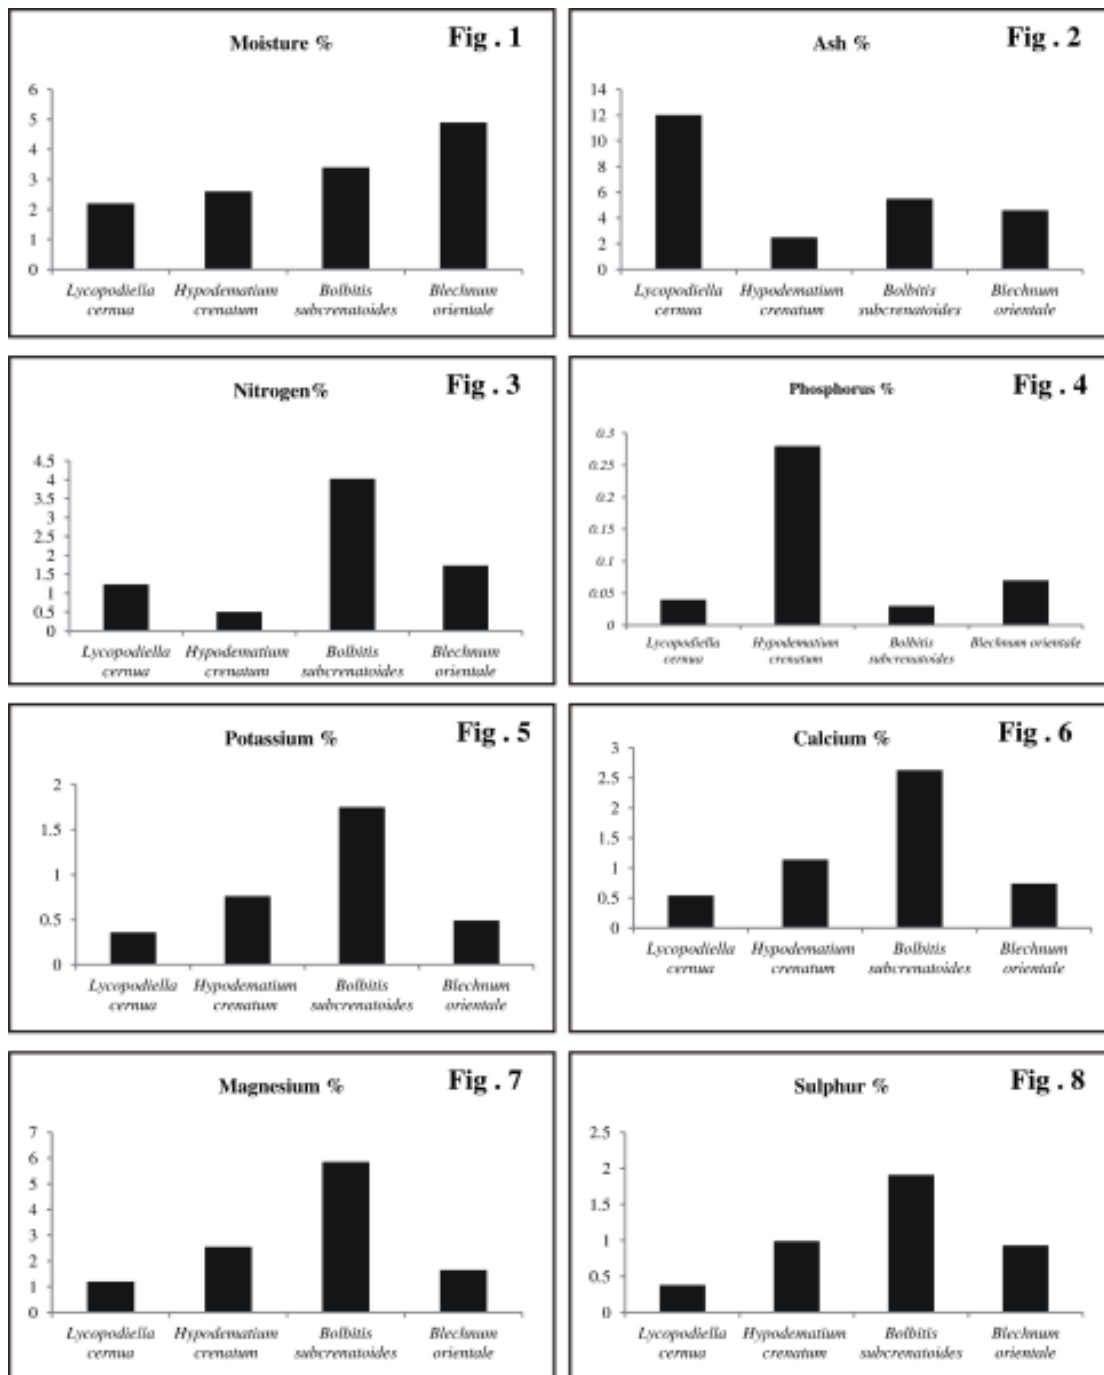 Moisture %
Fig . 1
6
5
4
3
2
1
0
Lycopodiella cernua
Hypodematium crenatum
Bolbitis subcrenatoides
Blechnum orientale
Ash %
Fig . 2
14
12
10
8
6
4
2
0
Lycopodiella cernua
Hypodematium crenatum
Bolbitis subcrenatoides
Blechnum orientale
Nitrogen%
Fig . 3
4.5
4
3.5
3
2.5
2
1.5
1
0.5
0
Lycopodiella cernua
Hypodematium crenatum
Bolbitis subcrenatoides
Blechnum orientale
Phosphorus %
Fig . 4
0.3
0.25
0.2
0.15
0.1
0.05
0
Lycopodiella cernua
Hypodematium crenatum
Bolbitis subcrenatoides
Blechnum orientale
Potassium %
Fig . 5
2
1.5
1
0.5
0
Lycopodiella cernua
Hypodematium crenatum
Bolbitis subcrenatoides
Blechnum orientale
Calcium %
Fig . 6
3
2.5
2
1.5
1
0.5
0
Lycopodiella cernua
Hypodematium crenatum
Bolbitis subcrenatoides
Blechnum orientale
Magnesium %
Fig . 7
7
6
5
4
3
2
1
0
Lycopodiella cernua
Hypodematium crenatum
Bolbitis subcrenatoides
Blechnum orientale
Sulphur %
Fig . 8
2.5
2
1.5
1
0.5
0
Lycopodiella cernua
Hypodematium crenatum
Bolbitis subcrenatoides
Blechnum orientale